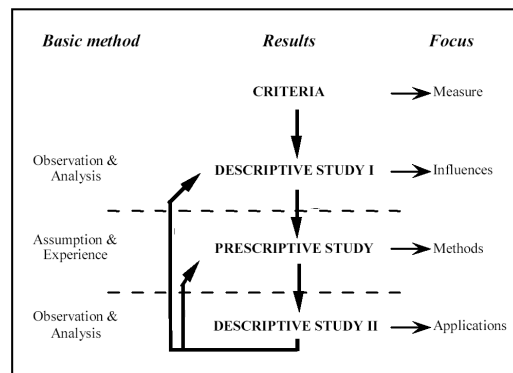 Basic method Results Focus
CRITERIA Measure
Observation &
Analysis
DESCRIPTIVE STUDY I Influences
Assumption &
Experience
PRESCRIPTIVE STUDY Methods
Observation &
Analysis
DESCRIPTIVE STUDY II Applications